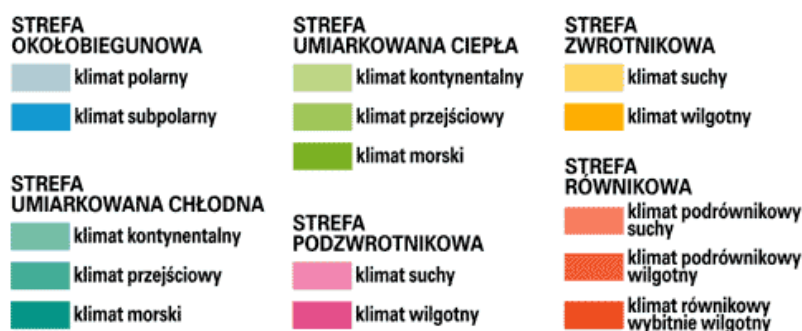 STREFA
OKOŁOBIEGUNOWA
klimat polarny
klimat subpolarny
STREFA
UMIARKOWANA CHŁODNA
klimat kontynentalny
klimat przejściowy
klimat morski
STREFA
UMIARKOWANA CIEPŁA
klimat kontynentalny
klimat przejściowy
klimat morski
STREFA
PODZWROTNIKOWA
klimat suchy
klimat wilgotny
STREFA
ZWROTNIKOWA
klimat suchy
klimat wilgotny
STREFA
RÓWNIKOWA
klimat podrównikowy
suchy
klimat podrównikowy
wilgotny
klimat równikowy
wybitnie wilgotny